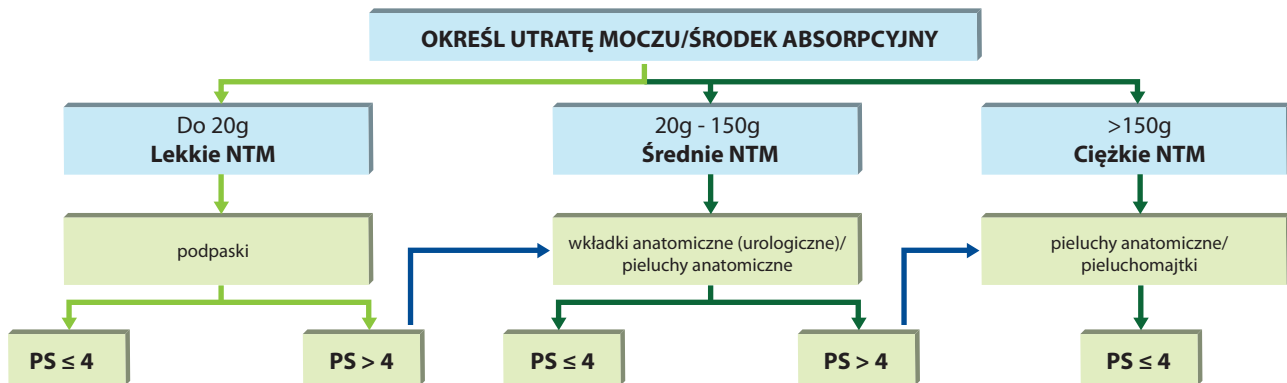 OKREŚL UTRATĘ MOCZU/ŚRODEK ABSORPCYJNY
Do 20g
Lekkie NTM
20g - 150g
Średnie NTM
>150g
Ciężkie NTM
podpaski
wkładki anatomiczne (urologiczne)/
pieluchy anatomiczne
pieluchy anatomiczne/
pieluchomajtki
PS ≤ 4
PS > 4
PS ≤ 4
PS > 4
PS ≤ 4